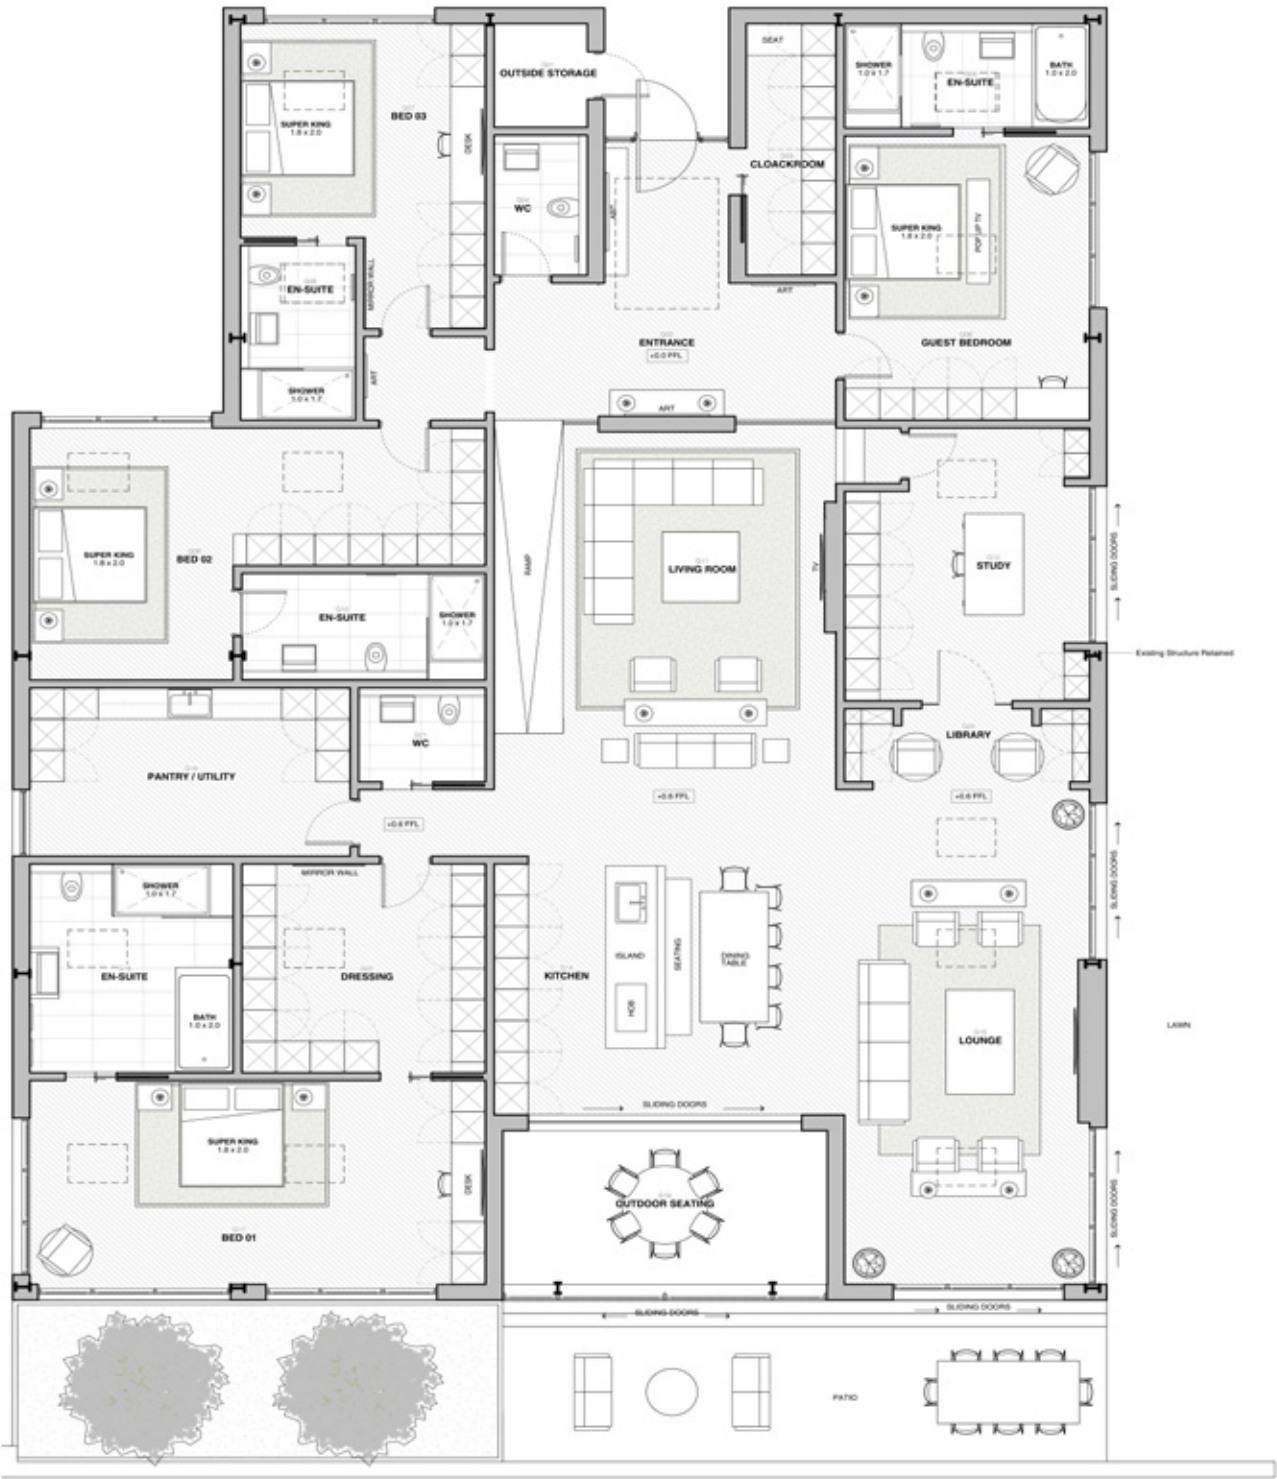 SEAT
OUTSIDE STORAGE
SHOWER
1.0 x 1.7
EN-SUITE
BATH
1.0 x 2.0
BED 03
SUPER KING
1.8 x 2.0
DESK
CLOACKROOM
WC
ART
SUPER KING
1.8 x 2.0
POP UP TV
EN-SUITE
MIRROR WALL
ART
ENTRANCE
+0.0 FFL
GUEST BEDROOM
SHOWER
1.0 x 1.7
ART
ART
SUPER KING
1.8 x 2.0
BED 02
RAMP
LIVING ROOM
TV
STUDY
SLIDING DOORS
EN-SUITE
SHOWER
1.0 x 1.7
Existing Structure Retained
WC
LIBRARY
PANTRY / UTILITY
+0.6 FFL
+0.6 FFL
+0.6 FFL
SLIDING DOORS
MIRROR WALL
SHOWER
1.0 x 1.7
EN-SUITE
DRESSING
KITCHEN
ISLAND
SEATING
DINING
TABLE
HOB
BATH
1.0 x 2.0
LOUNGE
LAWN
SLIDING DOORS
SUPER KING
1.8 x 2.0
DESK
BED 01
OUTDOOR SEATING
SLIDING DOORS
SLIDING DOORS
SLIDING DOORS
PATIO